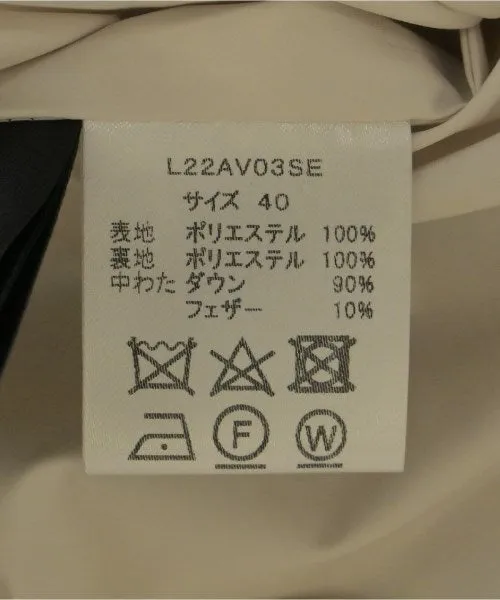 L22AV03SE
サイズ 40
表地 ポリエステル 100%
裏地 ポリエステル 100%
中わた ダウン 90%
フェザー 10%
F W